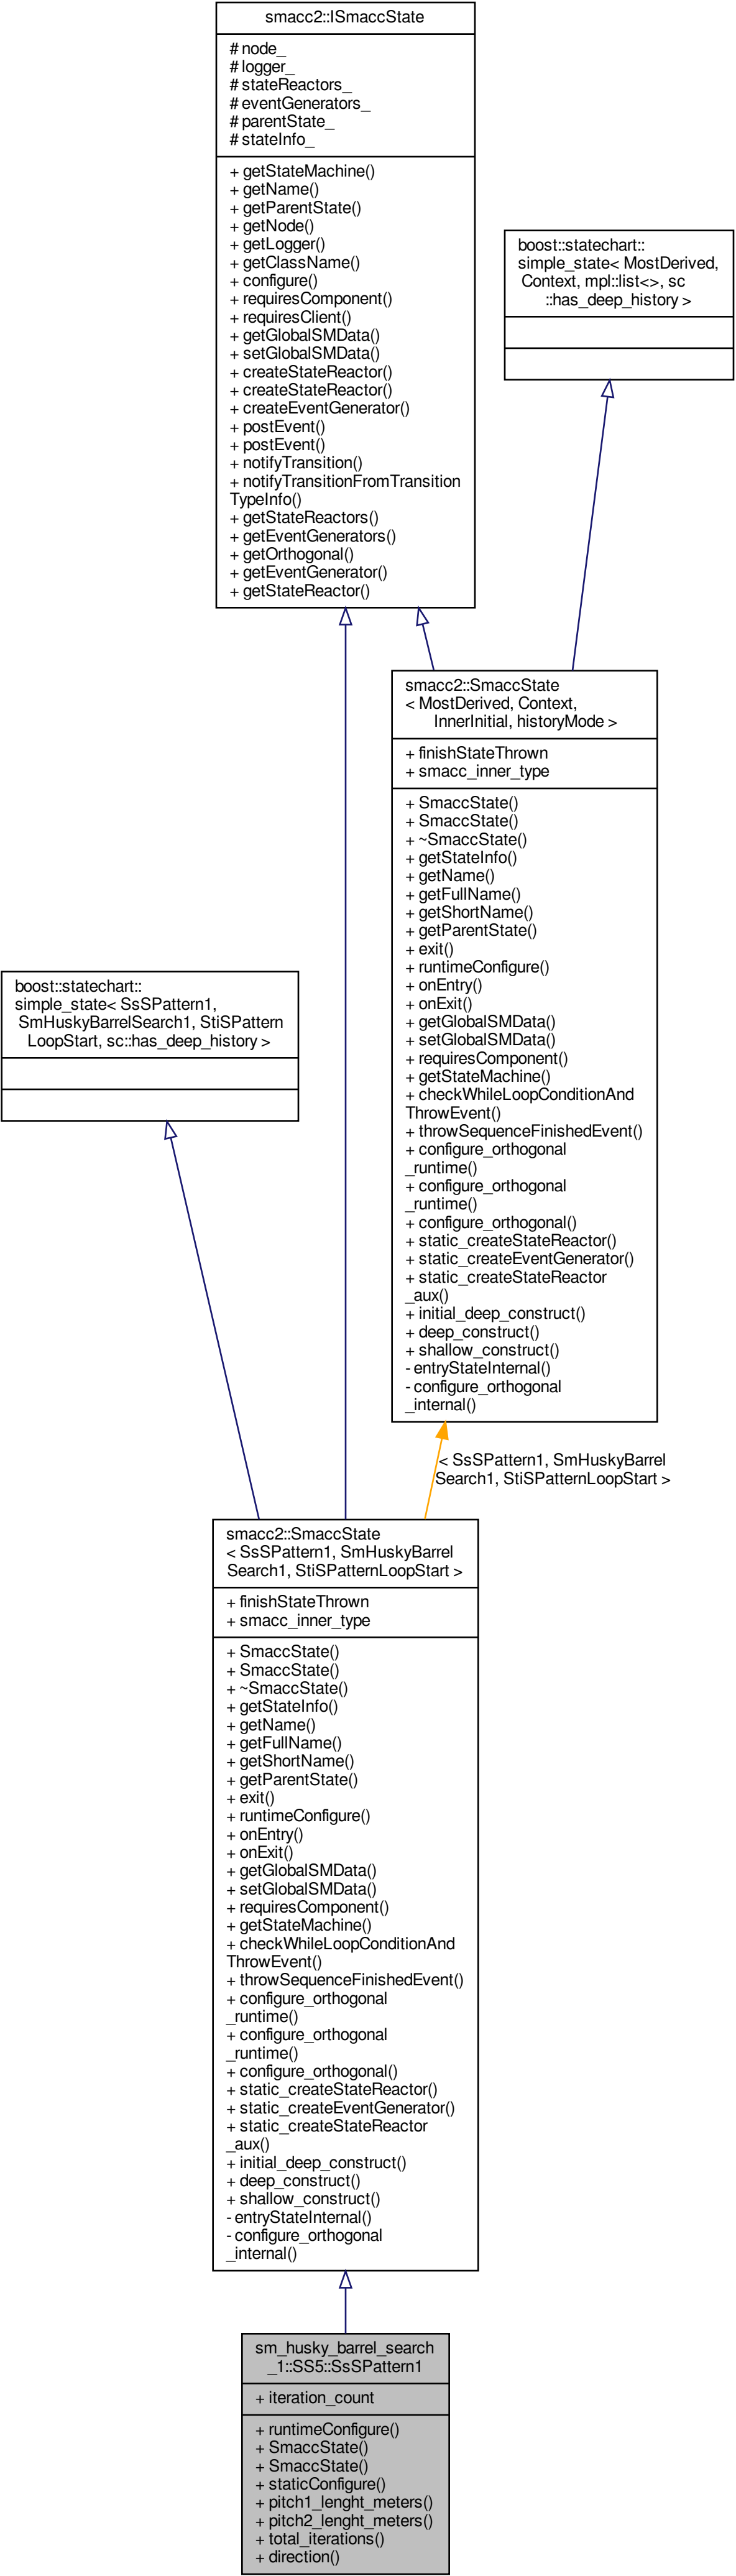 smacc2::ISmaccState
# node_
# logger_
# stateReactors_
# eventGenerators_
# parentState_
# stateInfo_
+ getStateMachine()
+ getName()
+ getParentState()
+ getNode()
+ getLogger()
+ getClassName()
+ configure()
+ requiresComponent()
+ requiresClient()
+ getGlobalSMData()
+ setGlobalSMData()
+ createStateReactor()
+ createStateReactor()
+ createEventGenerator()
+ postEvent()
+ postEvent()
+ notifyTransition()
+ notifyTransitionFromTransition
TypeInfo()
+ getStateReactors()
+ getEventGenerators()
+ getOrthogonal()
+ getEventGenerator()
+ getStateReactor()
boost::statechart::
simple_state< MostDerived,
Context, mpl::list<>, sc
::has_deep_history >
smacc2::SmaccState
< MostDerived, Context,
InnerInitial, historyMode >
+ finishStateThrown
+ smacc_inner_type
+ SmaccState()
+ SmaccState()
+ ~SmaccState()
+ getStateInfo()
+ getName()
+ getFullName()
+ getShortName()
+ getParentState()
+ exit()
+ runtimeConfigure()
+ onEntry()
+ onExit()
+ getGlobalSMData()
+ setGlobalSMData()
+ requiresComponent()
+ getStateMachine()
+ checkWhileLoopConditionAnd
ThrowEvent()
+ throwSequenceFinishedEvent()
+ configure_orthogonal
_runtime()
+ configure_orthogonal
_runtime()
+ configure_orthogonal()
+ static_createStateReactor()
+ static_createEventGenerator()
+ static_createStateReactor
_aux()
+ initial_deep_construct()
+ deep_construct()
+ shallow_construct()
- entryStateInternal()
- configure_orthogonal
_internal()
boost::statechart::
simple_state< SsSPattern1,
SmHuskyBarrelSearch1, StiSPattern
LoopStart, sc::has_deep_history >
< SsSPattern1, SmHuskyBarrel
Search1, StiSPatternLoopStart >
smacc2::SmaccState
< SsSPattern1, SmHuskyBarrel
Search1, StiSPatternLoopStart >
+ finishStateThrown
+ smacc_inner_type
+ SmaccState()
+ SmaccState()
+ ~SmaccState()
+ getStateInfo()
+ getName()
+ getFullName()
+ getShortName()
+ getParentState()
+ exit()
+ runtimeConfigure()
+ onEntry()
+ onExit()
+ getGlobalSMData()
+ setGlobalSMData()
+ requiresComponent()
+ getStateMachine()
+ checkWhileLoopConditionAnd
ThrowEvent()
+ throwSequenceFinishedEvent()
+ configure_orthogonal
_runtime()
+ configure_orthogonal
_runtime()
+ configure_orthogonal()
+ static_createStateReactor()
+ static_createEventGenerator()
+ static_createStateReactor
_aux()
+ initial_deep_construct()
+ deep_construct()
+ shallow_construct()
- entryStateInternal()
- configure_orthogonal
_internal()
sm_husky_barrel_search
_1::SS5::SsSPattern1
+ iteration_count
+ runtimeConfigure()
+ SmaccState()
+ SmaccState()
+ staticConfigure()
+ pitch1_lenght_meters()
+ pitch2_lenght_meters()
+ total_iterations()
+ direction()